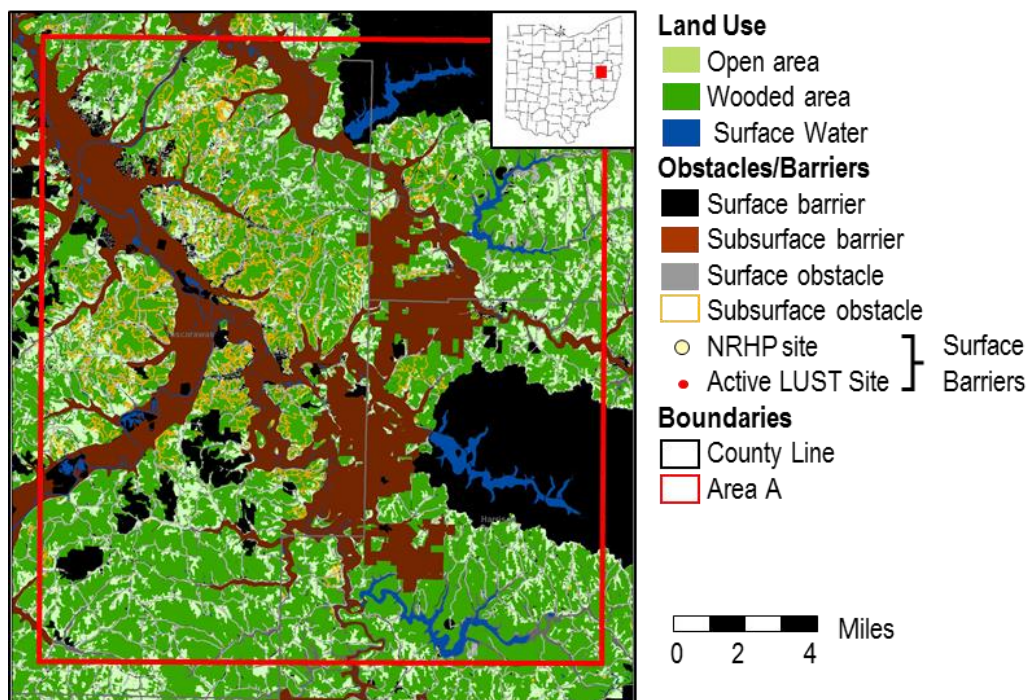 Land Use
Open area
Wooded area
Surface Water
Obstacles/Barriers
Surface barrier
Subsurface barrier
Surface obstacle
Subsurface obstacle
NRHP site
Active LUST Site
Surface
Barriers
Boundaries
County Line
Area A
Miles
0 2 4